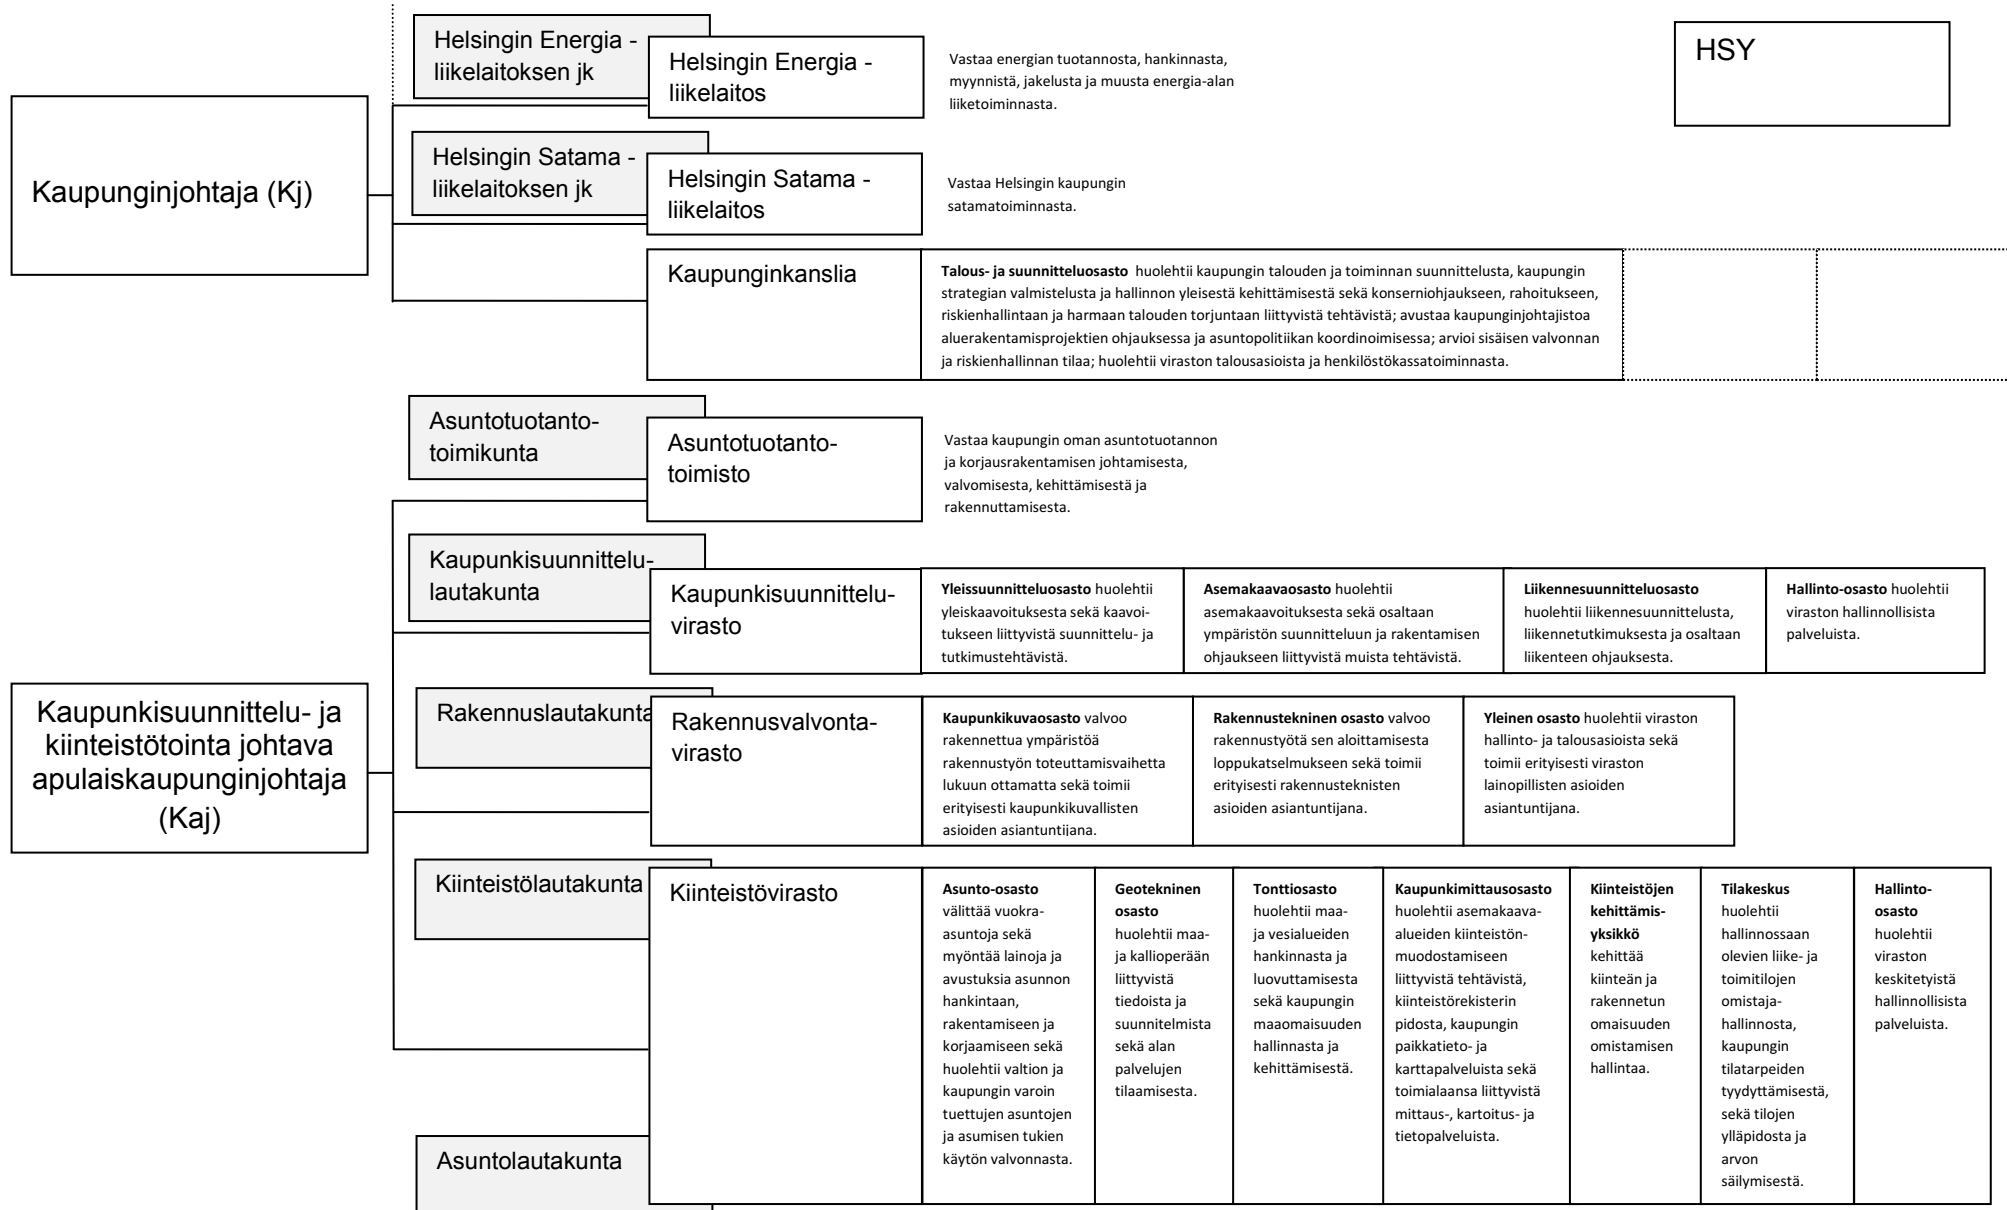 Helsingin Energia -
liikelaitoksen jk
Helsingin Energia -
liikelaitos
Vastaa energian tuotannosta, hankinnasta,
myynnistä, jakelusta ja muusta energia-alan
liiketoiminnasta.
HSY
Kaupunginjohtaja (Kj)
Helsingin Satama -
liikelaitoksen jk
Helsingin Satama -
liikelaitos
Vastaa Helsingin kaupungin
satamatoiminnasta.
Kaupunginkanslia
Talous- ja suunnitteluosasto huolehtii kaupungin talouden ja toiminnan suunnittelusta, kaupungin
strategian valmistelusta ja hallinnon yleisestä kehittämisestä sekä konserniohjaukseen, rahoitukseen,
riskienhallintaan ja harmaan talouden torjuntaan liittyvistä tehtävistä; avustaa kaupunginjohtajistoa
aluerakentamisprojektien ohjauksessa ja asuntopolitiikan koordinoimisessa; arvioi sisäisen valvonnan
ja riskienhallinnan tilaa; huolehtii viraston talousasioista ja henkilöstökassatoiminnasta.
Asuntotuotanto-
toimikunta
Asuntotuotanto-
toimisto
Vastaa kaupungin oman asuntotuotannon
ja korjausrakentamisen johtamisesta,
valvomisesta, kehittämisestä ja
rakennuttamisesta.
Kaupunkisuunnittelu- ja
kiinteistötointa johtava
apulaiskaupunginjohtaja
(Kaj)
Kaupunkisuunnittelu-
lautakunta
Kaupunkisuunnittelu-
virasto
Yleissuunnitteluosasto huolehtii
yleiskaavoituksesta sekä kaavoi-
tukseen liittyvistä suunnittelu- ja
tutkimustehtävistä.
Asemakaavaosasto huolehtii
asemakaavoituksesta sekä osaltaan
ympäristön suunnitteluun ja rakentamisen
ohjaukseen liittyvistä muista tehtävistä.
Liikennesuunnitteluosasto
huolehtii liikennesuunnittelusta,
liikennetutkimuksesta ja osaltaan
liikenteen ohjauksesta.
Hallinto-osasto huolehtii
viraston hallinnollisista
palveluista.
Rakennuslautakunta
Rakennusvalvonta-
virasto
Kaupunkikuvaosasto valvoo
rakennettua ympäristöä
rakennustyön toteuttamisvaihetta
lukuun ottamatta sekä toimii
erityisesti kaupunkikuvallisten
asioiden asiantuntijana.
Rakennustekninen osasto valvoo
rakennustyötä sen aloittamisesta
loppukatselmukseen sekä toimii
erityisesti rakennusteknisten
asioiden asiantuntijana.
Yleinen osasto huolehtii viraston
hallinto- ja talousasioista sekä
toimii erityisesti viraston
lainopillisten asioiden
asiantuntijana.
Kiinteistölautakunta
Kiinteistövirasto
Asunto-osasto
välittää vuokra-
asuntoja sekä
myöntää lainoja ja
avustuksia asunnon
hankintaan,
rakentamiseen ja
korjaamiseen sekä
huolehtii valtion ja
kaupungin varoin
tuettujen asuntojen
ja asumisen tukien
käytön valvonnasta.
Geotekninen
osasto
huolehtii maa-
ja kallioperään
liittyvistä
tiedoista ja
suunnitelmista
sekä alan
palvelujen
tilaamisesta.
Tonttiosasto
huolehtii maa-
ja vesialueiden
hankinnasta ja
luovuttamisesta
sekä kaupungin
maaomaisuuden
hallinnasta ja
kehittämisestä.
Kaupunkimittausosasto
huolehtii asemakaava-
alueiden kiinteistön-
muodostamiseen
liittyvistä tehtävistä,
kiinteistörekisterin
pidosta, kaupungin
paikkatieto- ja
karttapalveluista sekä
toimialaansa liittyvistä
mittaus-, kartoitus- ja
tietopalveluista.
Kiinteistöjen
kehittämis-
yksikkö
kehittää
kiinteän ja
rakennetun
omaisuuden
omistamisen
hallintaa.
Tilakeskus
huolehtii
hallinnossaan
olevien liike- ja
toimitilojen
omistaja-
hallinnosta,
kaupungin
tilatarpeiden
tyydyttämisestä,
sekä tilojen
ylläpidosta ja
arvon
säilymisestä.
Hallinto-
osasto
huolehtii
viraston
keskitetyistä
hallinnollisista
palveluista.
Asuntolautakunta